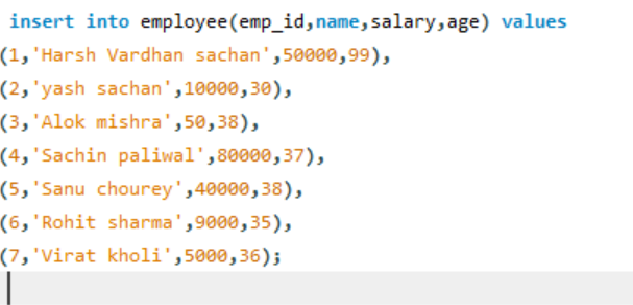 insert into employee(emp_id,name,salary,age) values
(1,'Harsh Vardhan sachan',50000,99),
(2,'yash sachan',10000,30),
(3,'Alok mishra',50,38),
(4,'Sachin paliwal',80000,37),
(5,'Sanu chourey',40000,38),
(6,'Rohit sharma',9000,35),
(7,'Virat kholi',5000,36);